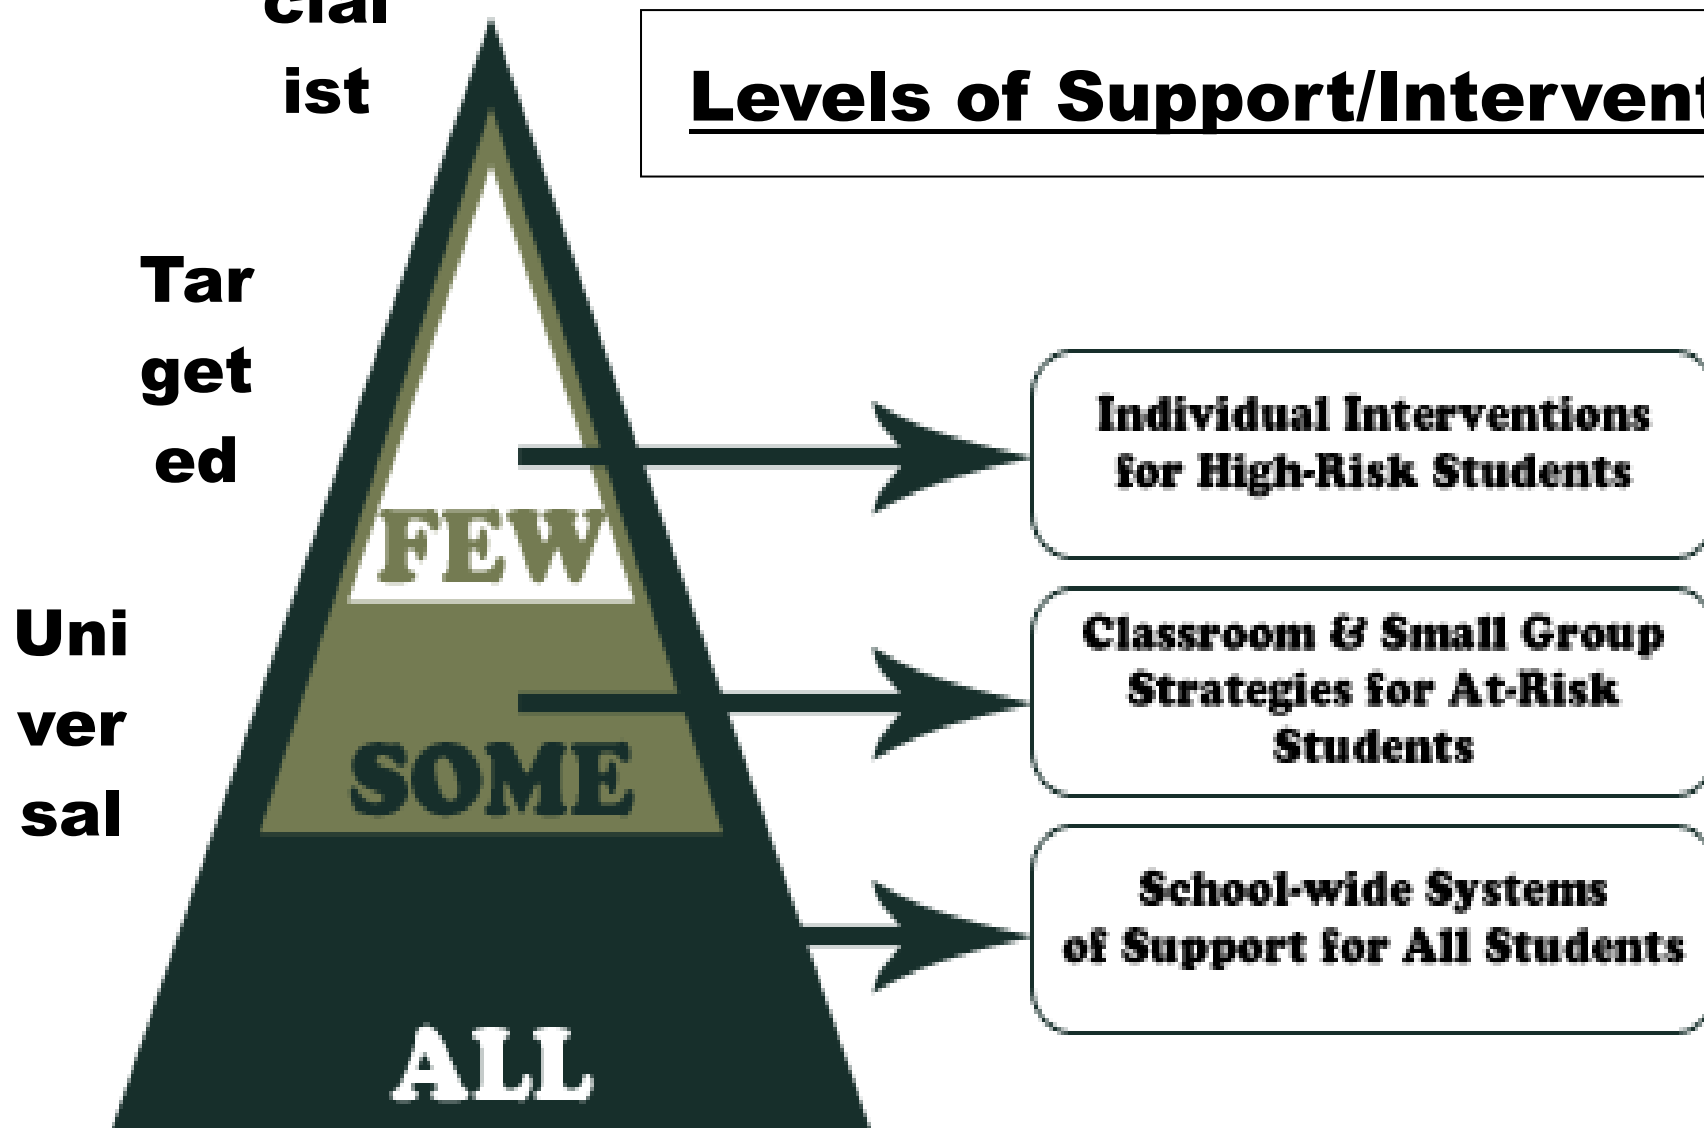 cial
ist
Levels of Support/Intervent
Tar
get
ed
Uni
ver
sal
FEW
SOME
ALL
Individual Interventions
for High-Risk Students
Classroom & Small Group
Strategies for At-Risk
Students
School-wide Systems
of Support for All Students